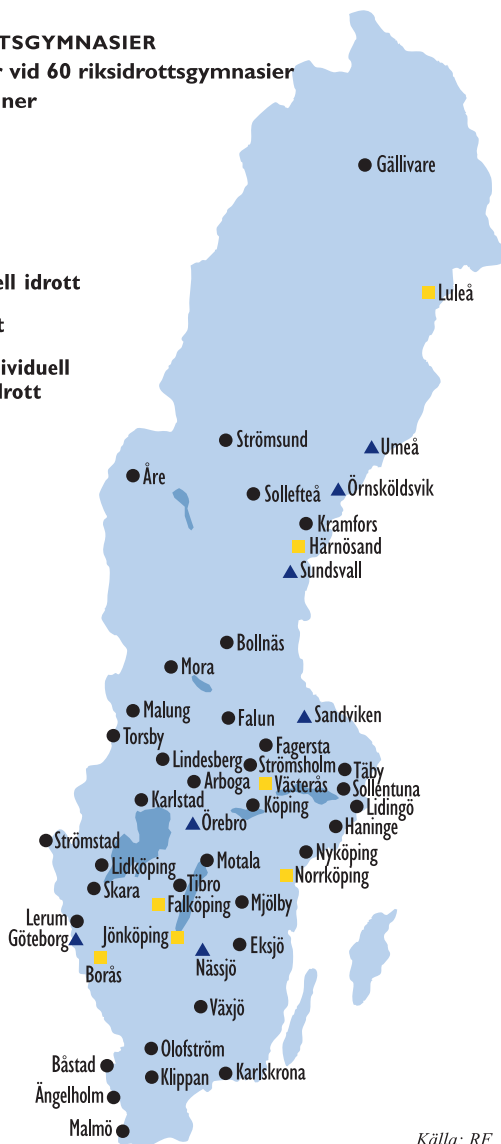 TSGYMNASIER
r vid 60 riksidrottsgymnasier
ner
Gällivare
ell idrott
Luleå
t
ividuell
drott
Strömsund
Umeå
Åre
Sollefteå
Örnsköldsvik
Kramfors
Härnösand
Sundsvall
Bollnäs
Mora
Malung
Falun
Sandviken
Torsby
Fagersta
Lindesberg
Strömsholm
Täby
Arboga
Västerås
Sollentuna
Karlstad
Köping
Lidingö
Örebro
Haninge
Strömstad
Motala
Nyköping
Lidköping
Norrköping
Skara
Tibro
Falköping
Mjölby
Lerum
Göteborg
Jönköping
Eksjö
Nässjö
Borås
Växjö
Olofström
Båstad
Klippan
Karlskrona
Ängelholm
Malmö
Källa: RF